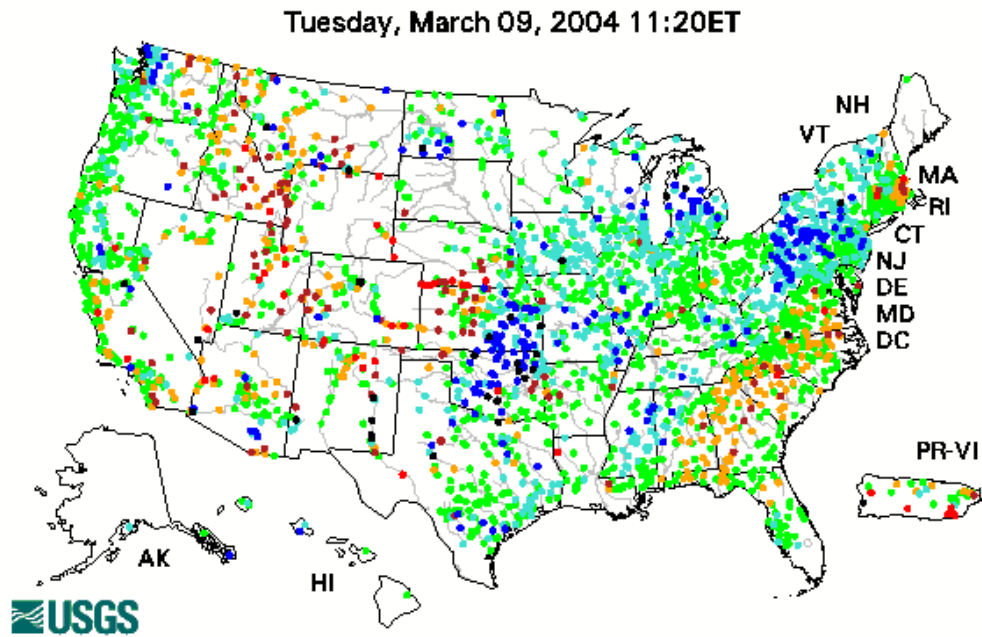 Tuesday, March 09, 2004 11:20ET
NH
VT
MA
RI
CT
NJ
DE
MD
DC
PR-VI
AK
HI
USGS